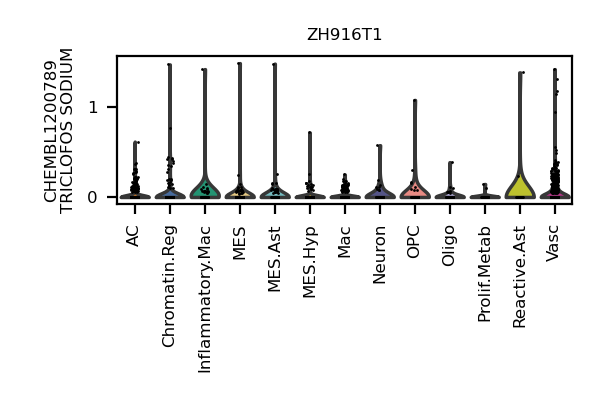 ZH916T1
CHEMBL1200789
TRICLOFOS SODIUM
1
0
AC
Chromatin.Reg
Inflammatory.Mac
MES
MES.Ast
MES.Hyp
Mac
Neuron
OPC
Oligo
Prolif.Metab
Reactive.Ast
Vasc